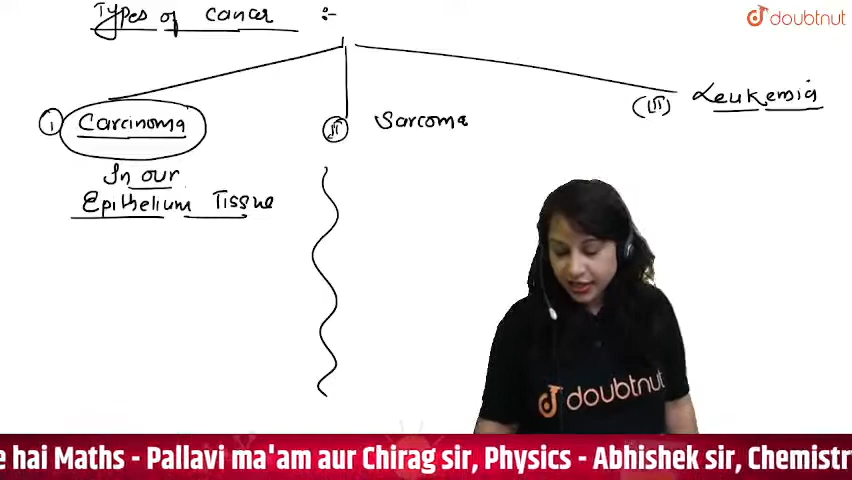 Types of cancer :-
doubtnut
(i) Carcinoma
(ii) Sarcoma
(iii) Leukemia
In our
Epithelium Tissue
doubtnut
e hai Maths - Pallavi ma'am aur Chirag sir, Physics - Abhishek sir, Chemistry